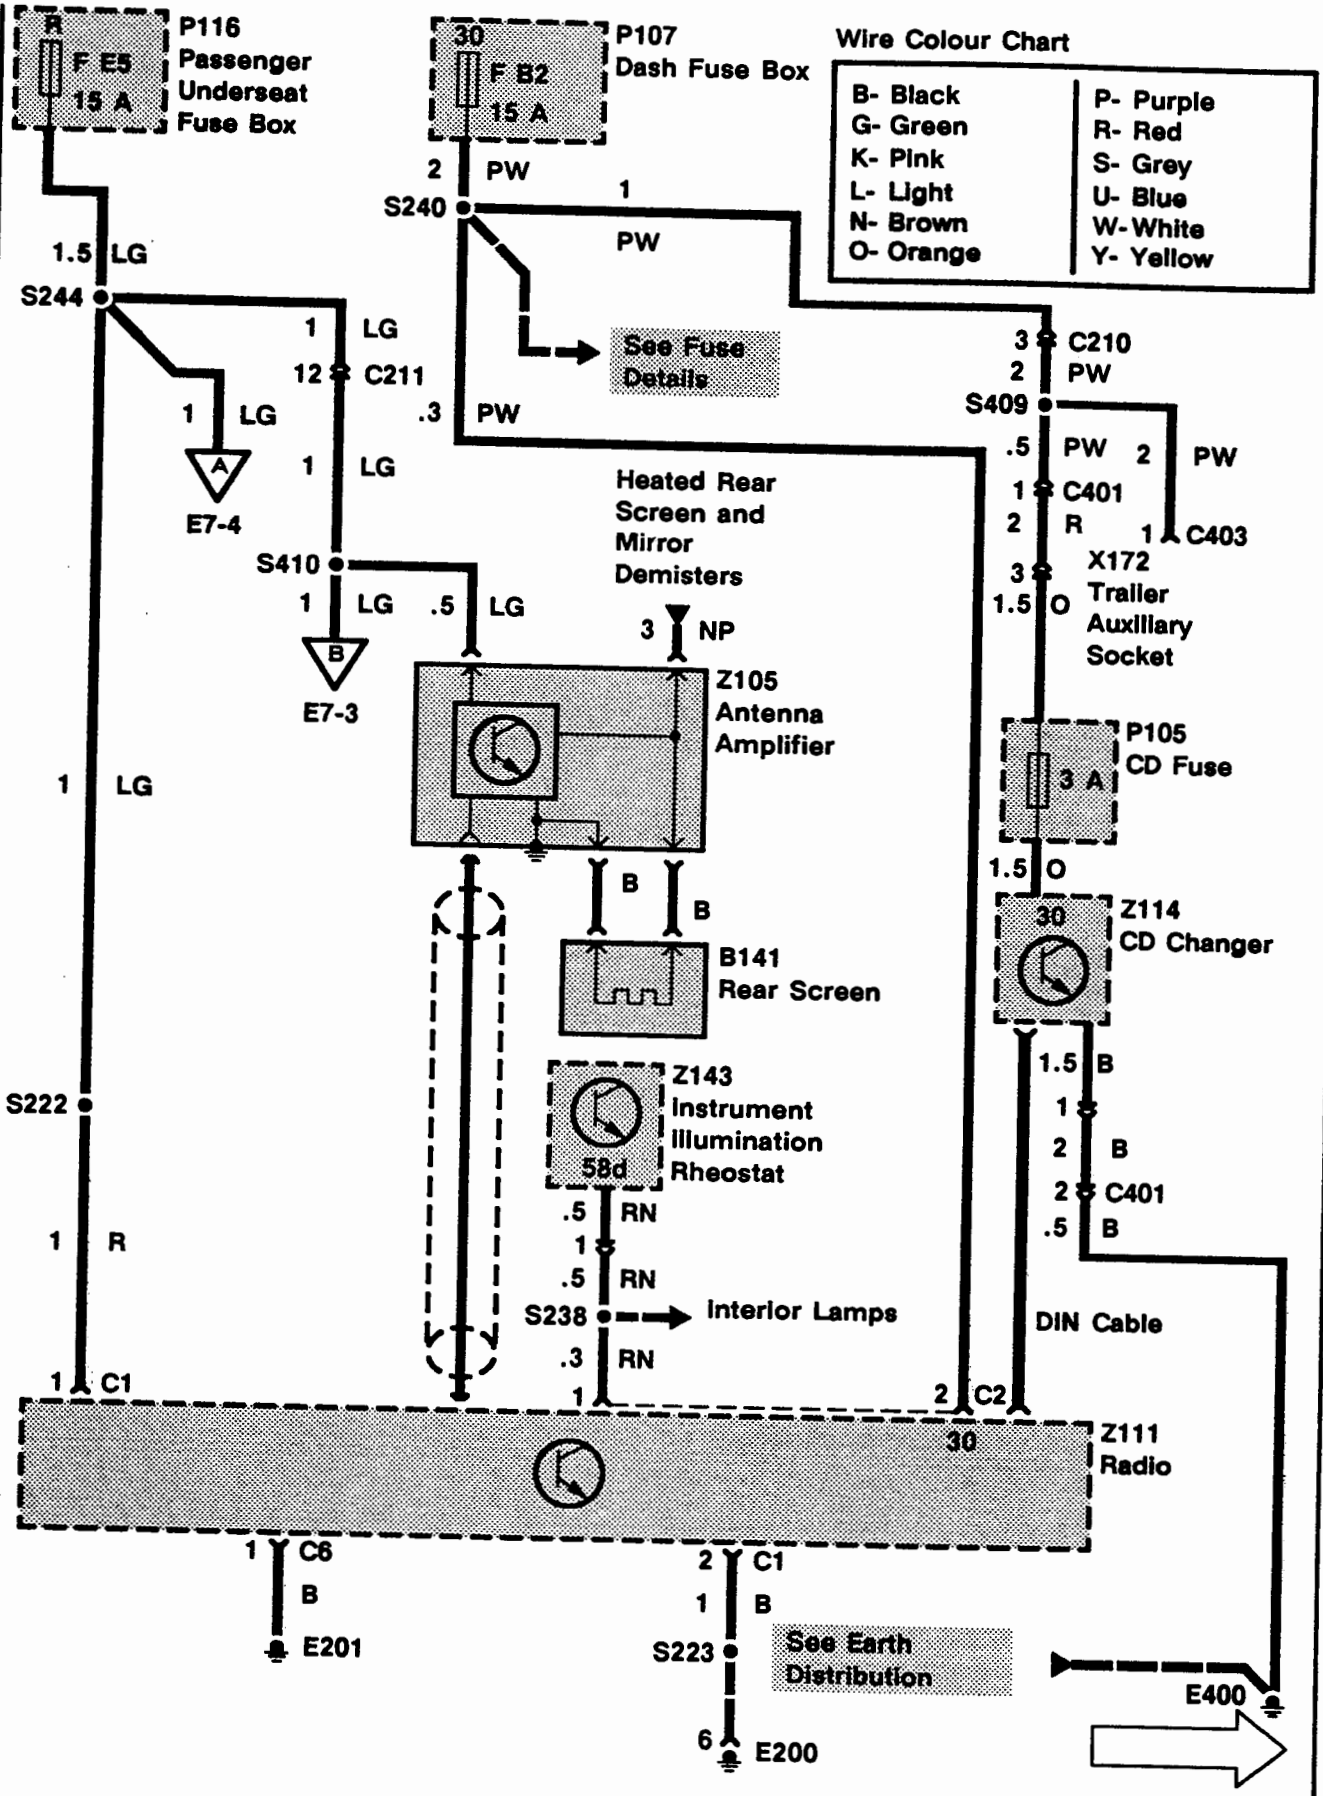 R
F E5
15 A
P116
Passenger
Underseat
Fuse Box
30
F B2
15 A
P107
Dash Fuse Box
Wire Colour Chart
B- Black
G- Green
K- Pink
L- Light
N- Brown
O- Orange
P- Purple
R- Red
S- Grey
U- Blue
W- White
Y- Yellow
2 PW
S240
1
PW
1.5 LG
S244
1 LG
12 C211
1 LG
A
E7-4
1 LG
S410
1 LG
.5 LG
B
E7-3
See Fuse
Details
.3 PW
3 C210
2 PW
S409
.5 PW
2 PW
1 C401
2 R
1 C403
3
1.5 O
X172
Trailer
Auxiliary
Socket
Heated Rear
Screen and
Mirror
Demisters
3 NP
Z105
Antenna
Amplifier
P105
CD Fuse
3 A
1 LG
1.5 O
B
B
30
Z114
CD Changer
B141
Rear Screen
1.5 B
1
2 B
2 C401
.5 B
Z143
Instrument
Illumination
Rheostat
58d
S222
.5 RN
1
.5 RN
S238
Interior Lamps
.3 RN
1 R
DIN Cable
1 C1
1
2 C2
30
Z111
Radio
1 C6
B
E201
2 C1
1 B
S223
See Earth
Distribution
E400
6
E200